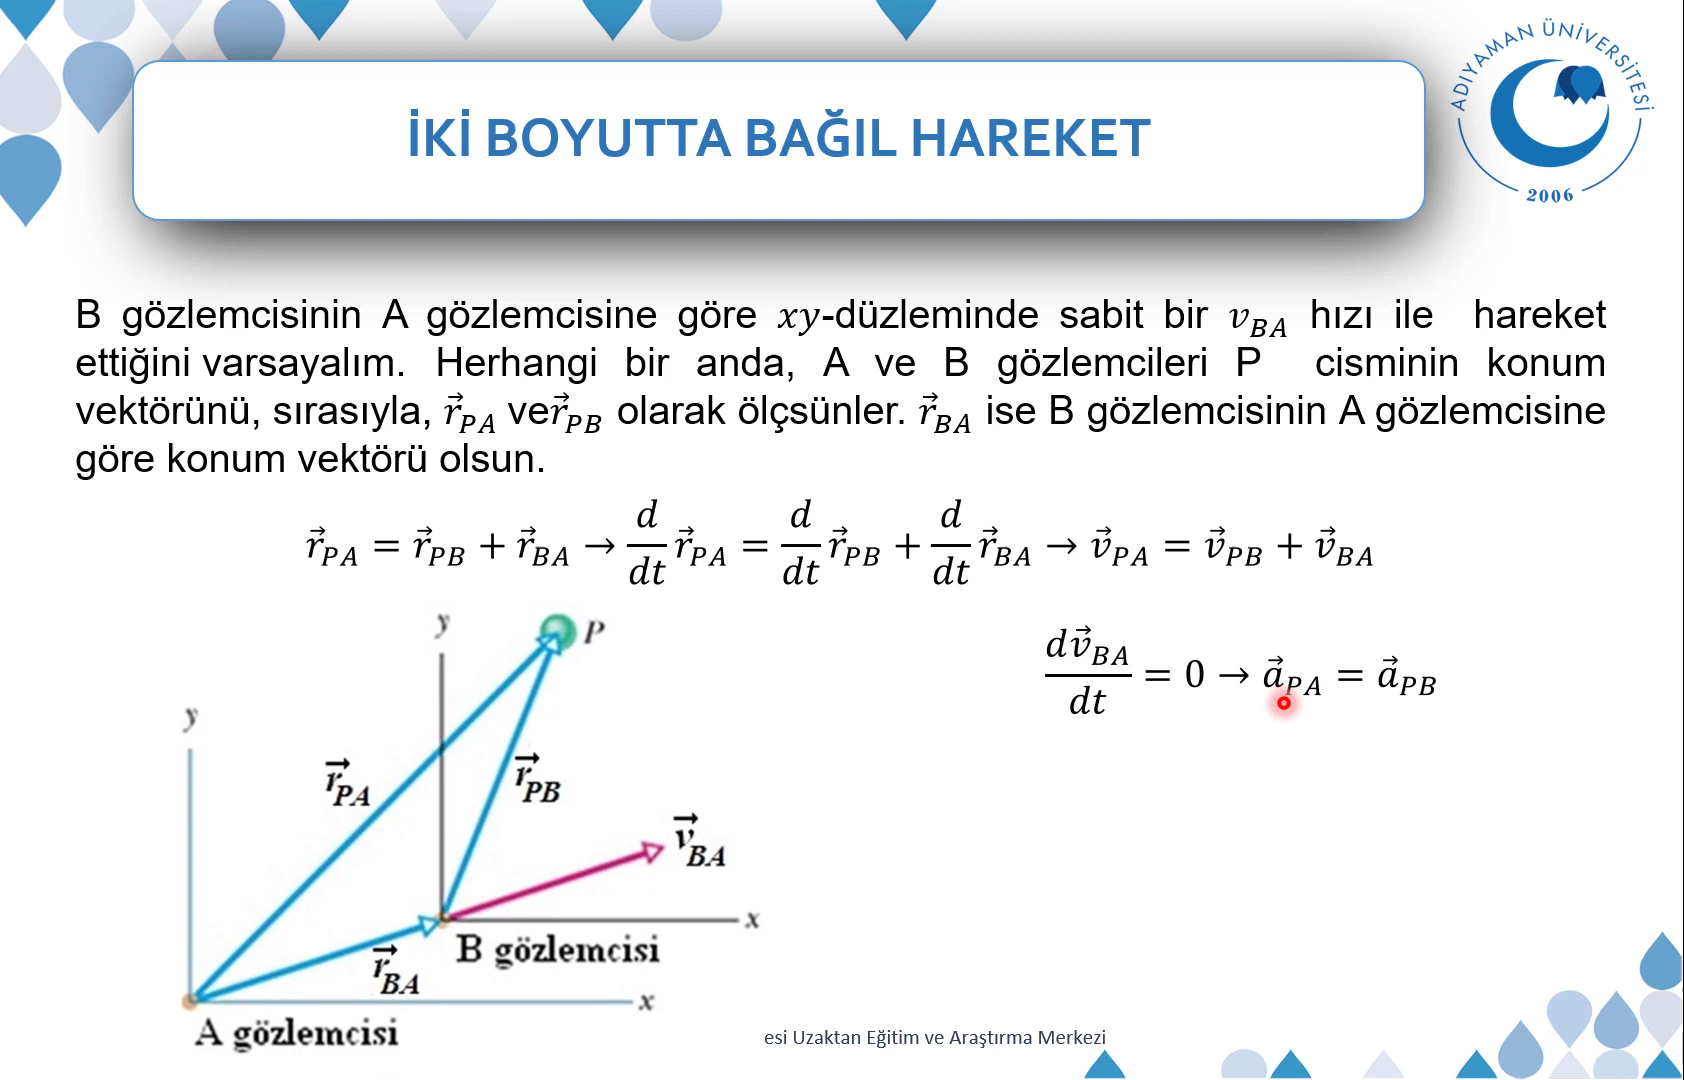 ADIYAMAN ÜNİVERSİTESİ
2006
İKİ BOYUTTA BAĞIL HAREKET
B gözlemcisinin A gözlemcisine göre xy-düzleminde sabit bir v_BA hızı ile hareket
ettiğini varsayalım. Herhangi bir anda, A ve B gözlemcileri P cisminin konum
vektörünü, sırasıyla, r⃗_PA ver⃗_PB olarak ölçsünler. r⃗_BA ise B gözlemcisinin A gözlemcisine
göre konum vektörü olsun.
r⃗_PA = r⃗_PB + r⃗_BA → d/dt r⃗_PA = d/dt r⃗_PB + d/dt r⃗_BA → v⃗_PA = v⃗_PB + v⃗_BA
dv⃗_BA/dt = 0 → a⃗_PA = a⃗_PB
y
P
y
r⃗_PA
r⃗_PB
v⃗_BA
x
B gözlemcisi
r⃗_BA
x
A gözlemcisi
esi Uzaktan Eğitim ve Araştırma Merkezi